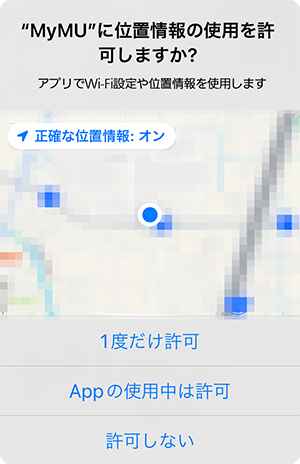 “MyMU”に位置情報の使用を許
可しますか?
アプリでWi-Fi設定や位置情報を使用します
正確な位置情報: オン
1度だけ許可
Appの使用中は許可
許可しない